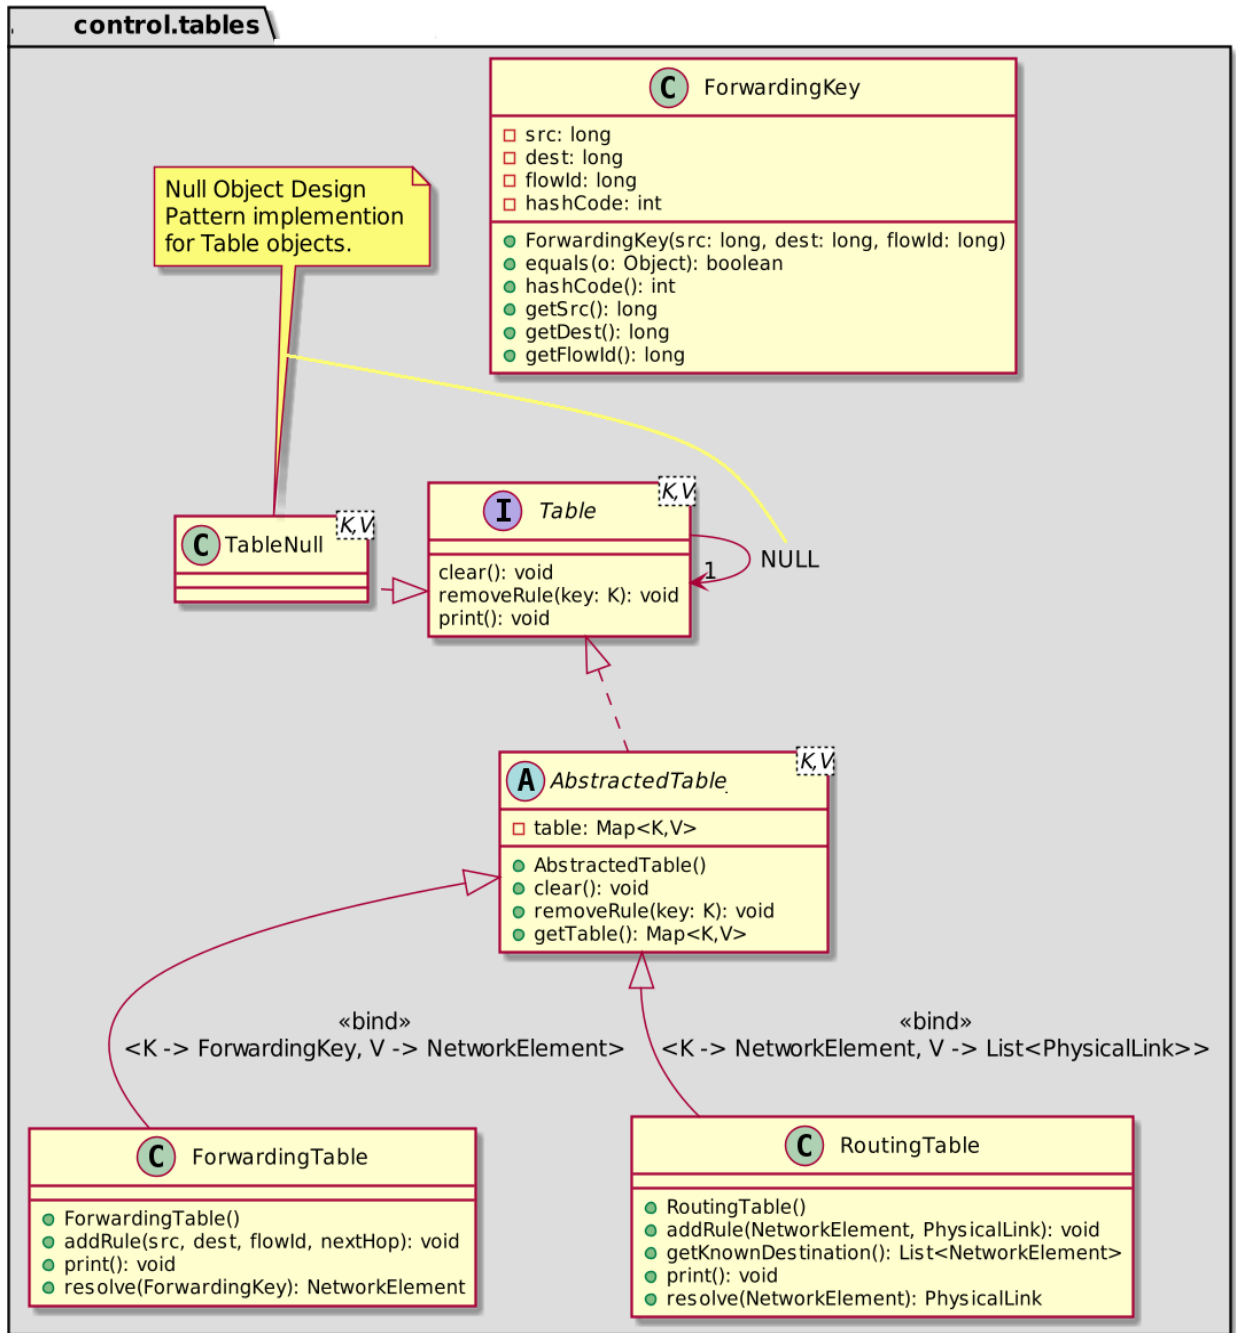 control.tables
C ForwardingKey
src: long
dest: long
flowId: long
hashCode: int
ForwardingKey(src: long, dest: long, flowId: long)
equals(o: Object): boolean
hashCode(): int
getSrc(): long
getDest(): long
getFlowId(): long
Null Object Design
Pattern implemention
for Table objects.
C TableNull
K,V
I Table
K,V
clear(): void
removeRule(key: K): void
print(): void
1
NULL
A AbstractedTable
K,V
table: Map<K,V>
AbstractedTable()
clear(): void
removeRule(key: K): void
getTable(): Map<K,V>
«bind»
<K -> ForwardingKey, V -> NetworkElement>
«bind»
<K -> NetworkElement, V -> List<PhysicalLink>>
C ForwardingTable
ForwardingTable()
addRule(src, dest, flowId, nextHop): void
print(): void
resolve(ForwardingKey): NetworkElement
C RoutingTable
RoutingTable()
addRule(NetworkElement, PhysicalLink): void
getKnownDestination(): List<NetworkElement>
print(): void
resolve(NetworkElement): PhysicalLink